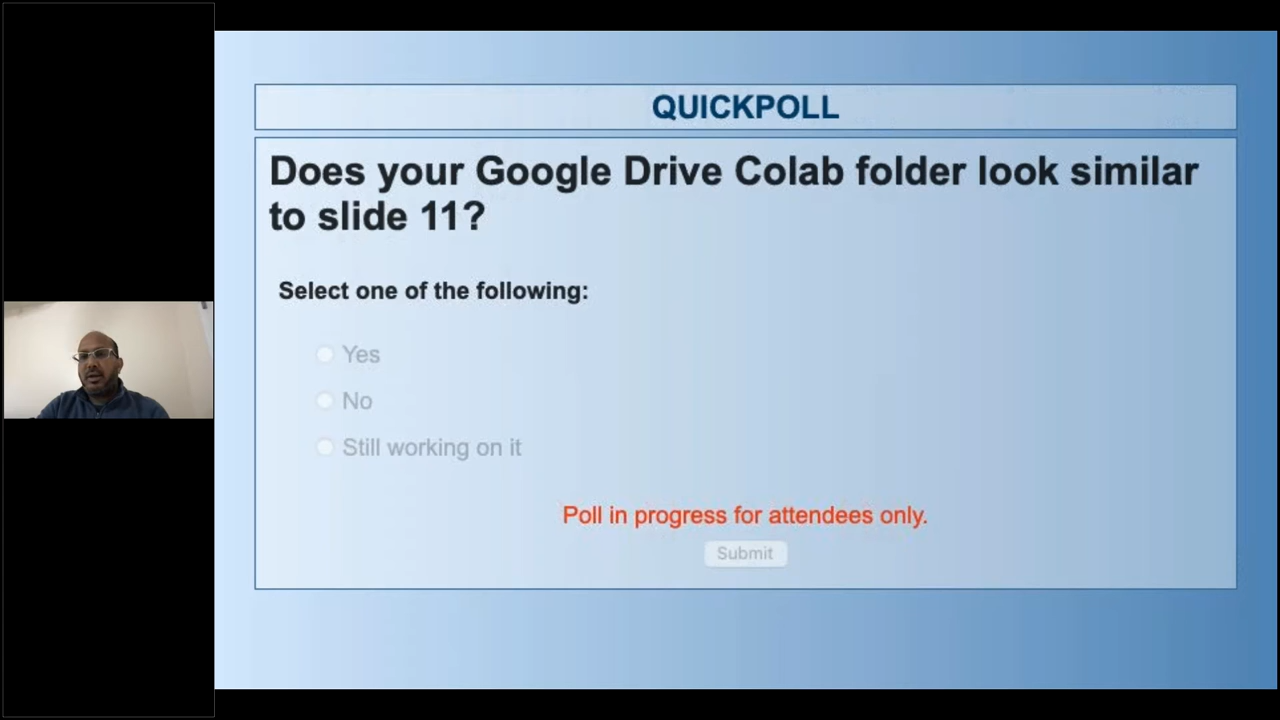 QUICKPOLL
Does your Google Drive Colab folder look similar
to slide 11?
Select one of the following:
Yes
No
Still working on it
Poll in progress for attendees only.
Submit